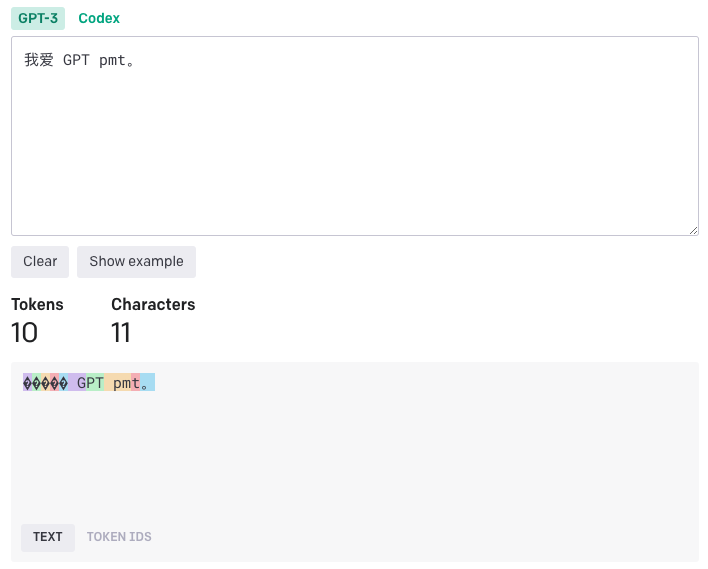 GPT-3 Codex
我爱 GPT pmt。
Clear Show example
Tokens Characters
10 11
����� GPT pmt。
TEXT TOKEN IDS